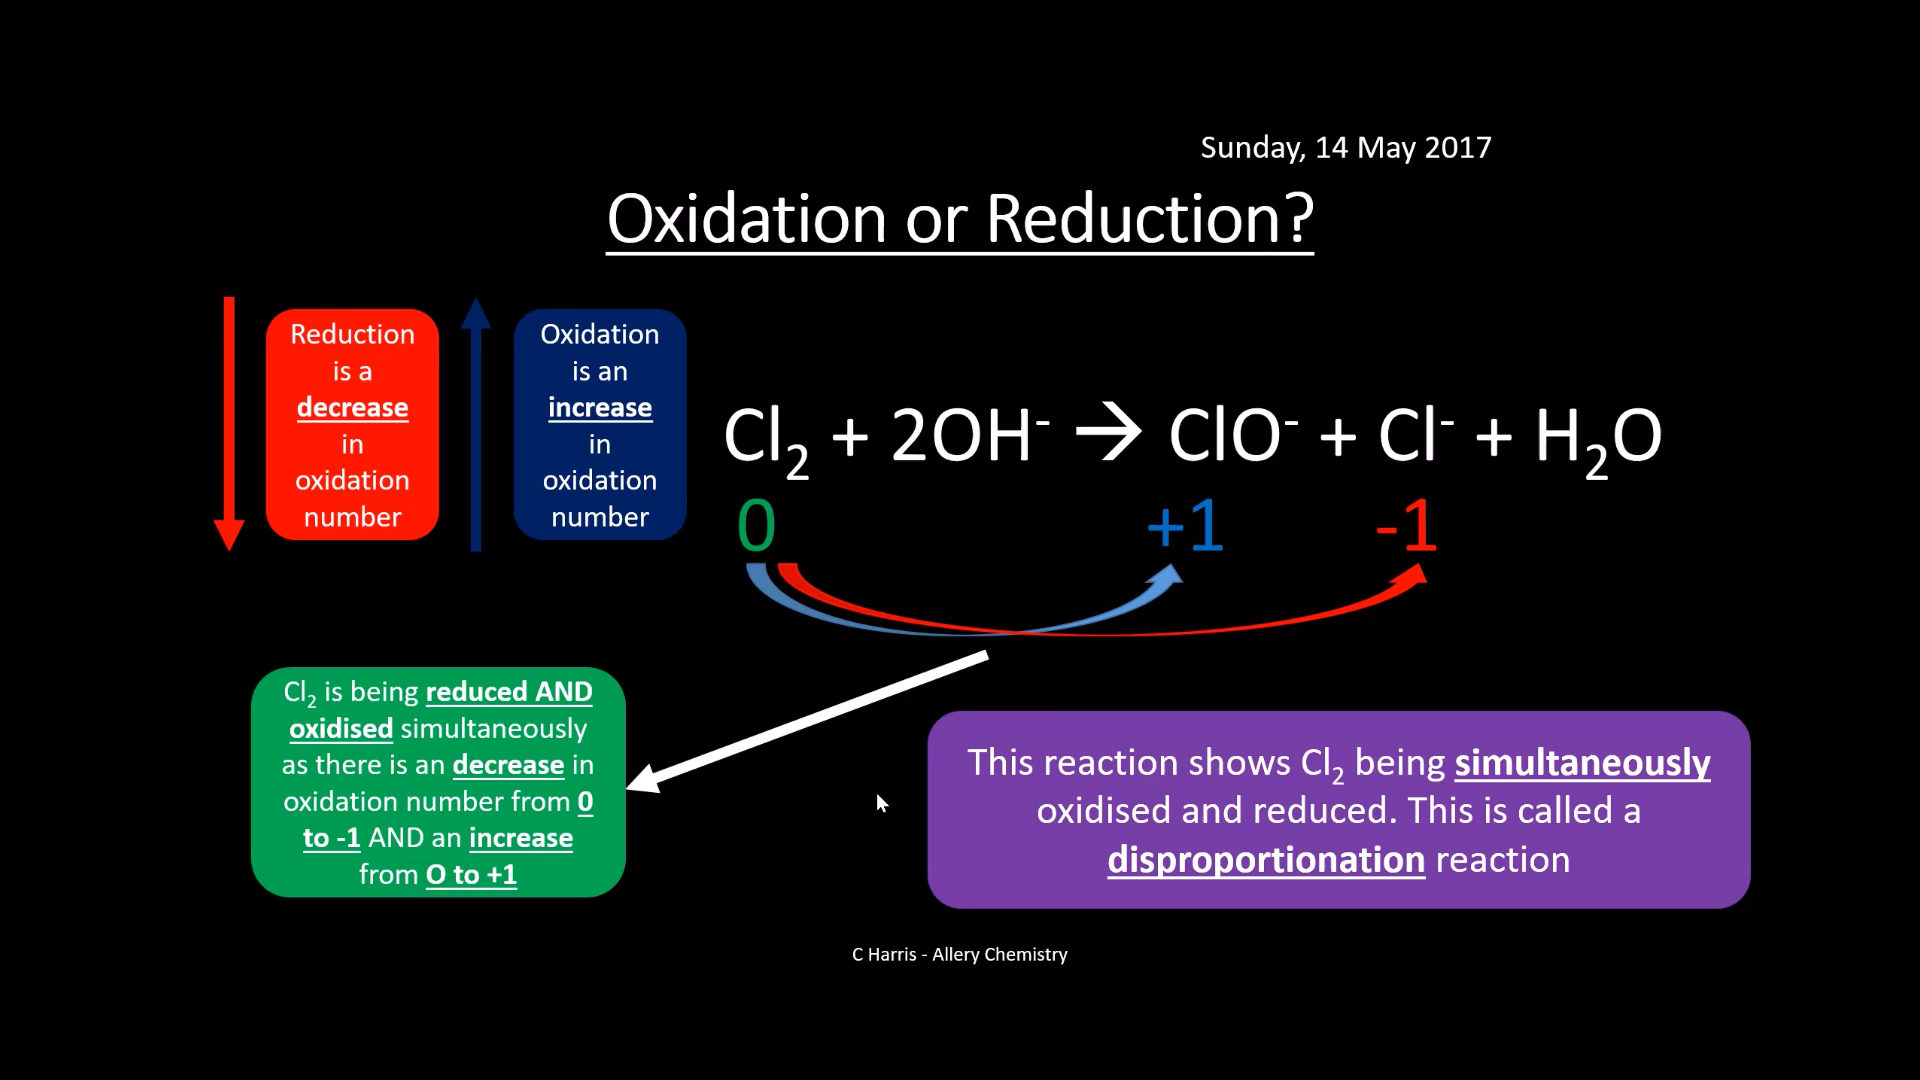 Sunday, 14 May 2017
Oxidation or Reduction?
Reduction
is a
decrease
in
oxidation
number
Oxidation
is an
increase
in
oxidation
number
Cl₂ + 2OH⁻ → ClO⁻ + Cl⁻ + H₂O
0 +1 -1
Cl₂ is being reduced AND
oxidised simultaneously
as there is an decrease in
oxidation number from 0
to -1 AND an increase
from O to +1
This reaction shows Cl₂ being simultaneously
oxidised and reduced. This is called a
disproportionation reaction
C Harris - Allery Chemistry